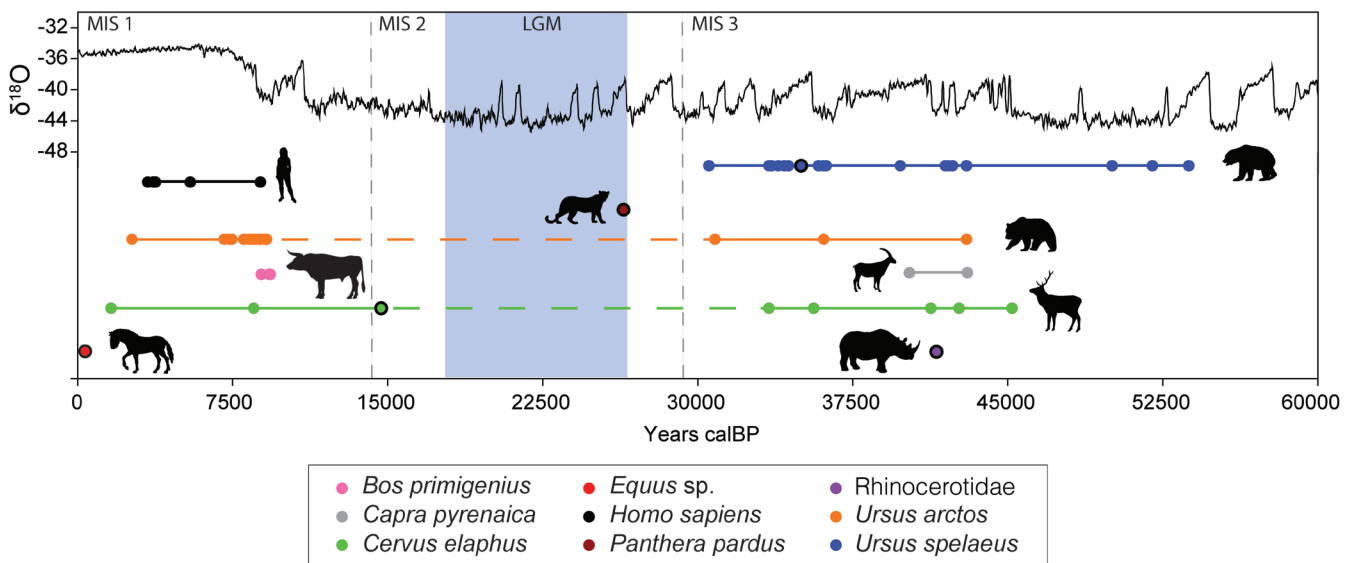 MIS 1 MIS 2 LGM MIS 3
-32
-36
-40
-44
-48
δ18O
0 7500 15000 22500 30000 37500 45000 52500 60000
Years calBP
Bos primigenius Equus sp. Rhinocerotidae
Capra pyrenaica Homo sapiens Ursus arctos
Cervus elaphus Panthera pardus Ursus spelaeus